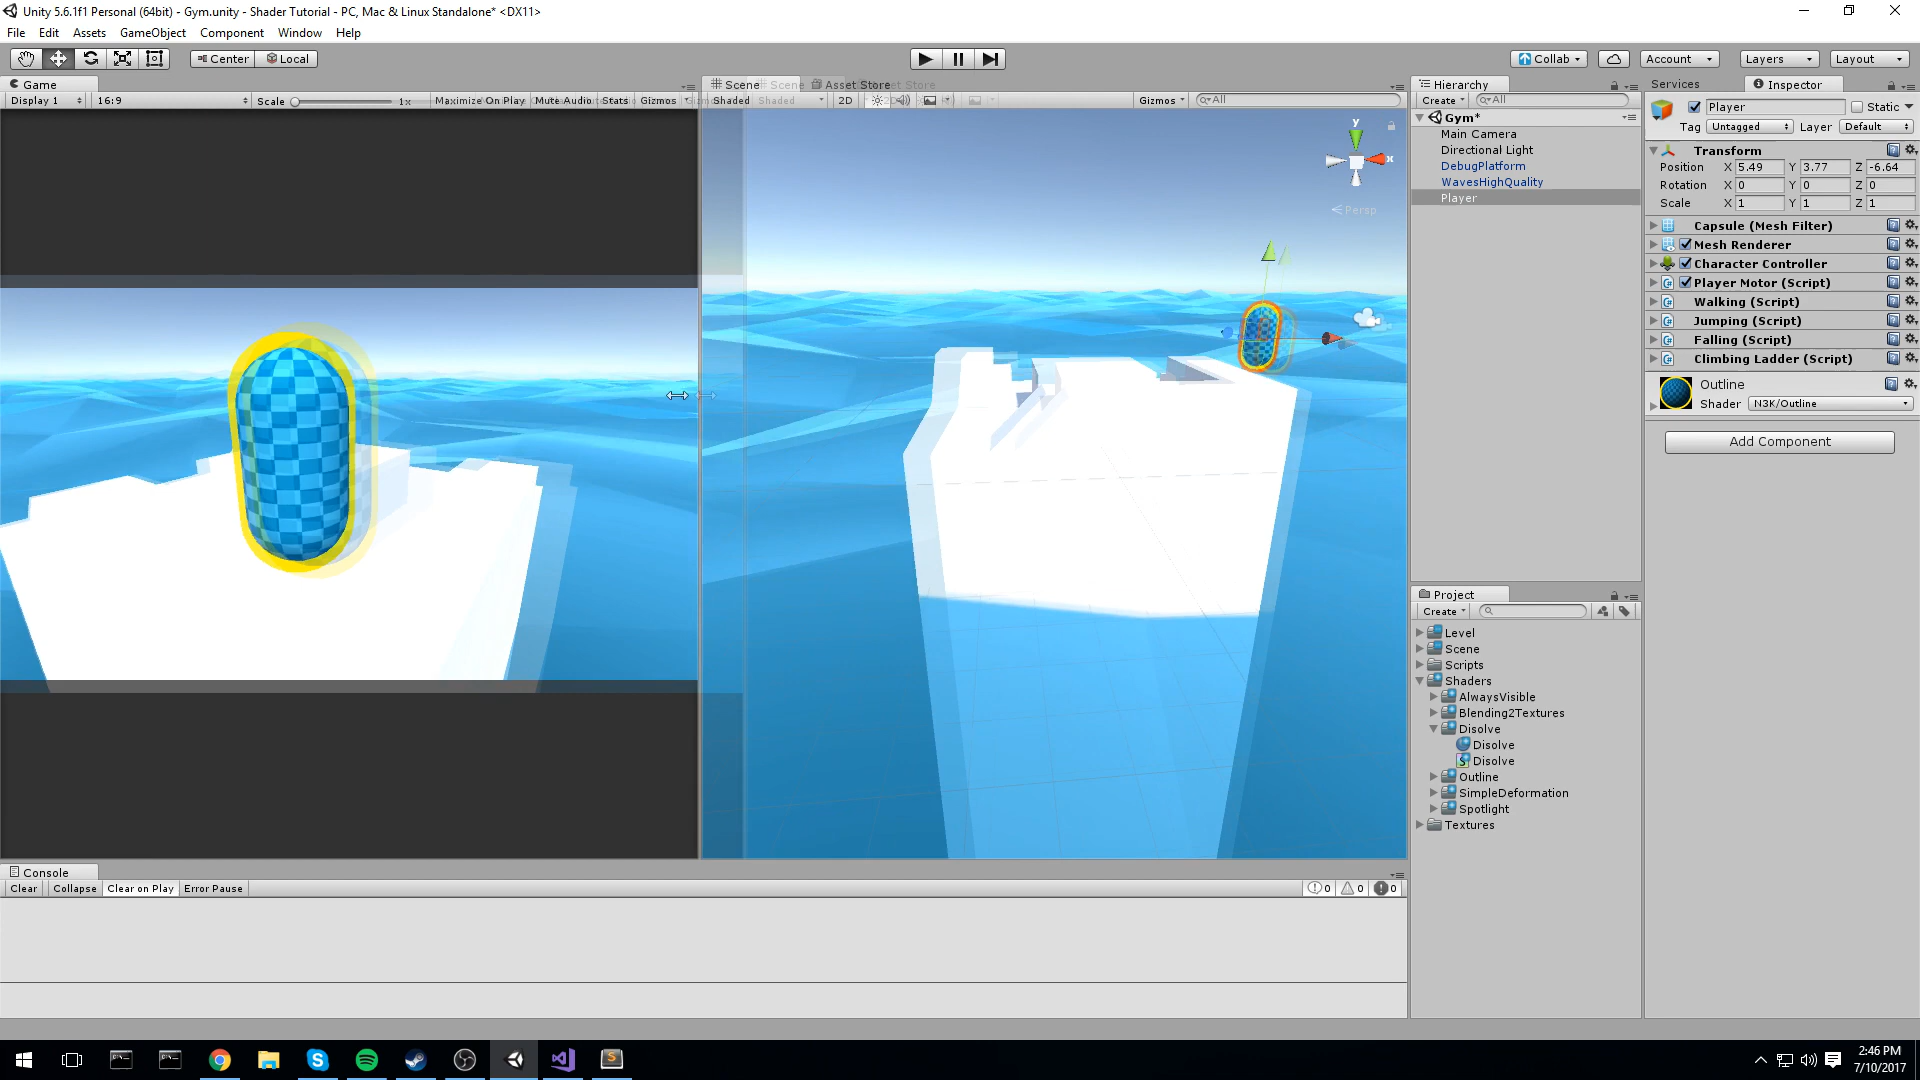 Unity 5.6.1f1 Personal (64bit) - Gym.unity - Shader Tutorial - PC, Mac & Linux Standalone* <DX11>
File Edit Assets GameObject Component Window Help
Center Local
Collab Account Layers Layout
Game
Display 1 16:9 Scale 1x Maximize On Play Mute Audio Stats Gizmos
Scene Asset Store
Shaded 2D Gizmos All
y
x
Persp
Hierarchy
Create All
Gym*
Main Camera
Directional Light
DebugPlatform
WavesHighQuality
Player
Services Inspector
Player Static
Tag Untagged Layer Default
Transform
Position X 5.49 Y 3.77 Z -6.64
Rotation X 0 Y 0 Z 0
Scale X 1 Y 1 Z 1
Capsule (Mesh Filter)
Mesh Renderer
Character Controller
Player Motor (Script)
Walking (Script)
Jumping (Script)
Falling (Script)
Climbing Ladder (Script)
Outline
Shader N3K/Outline
Add Component
Project
Create
Level
Scene
Scripts
Shaders
AlwaysVisible
Blending2Textures
Disolve
Disolve
Disolve
Outline
SimpleDeformation
Spotlight
Textures
Console
Clear Collapse Clear on Play Error Pause 0 0 0
2:46 PM
7/10/2017